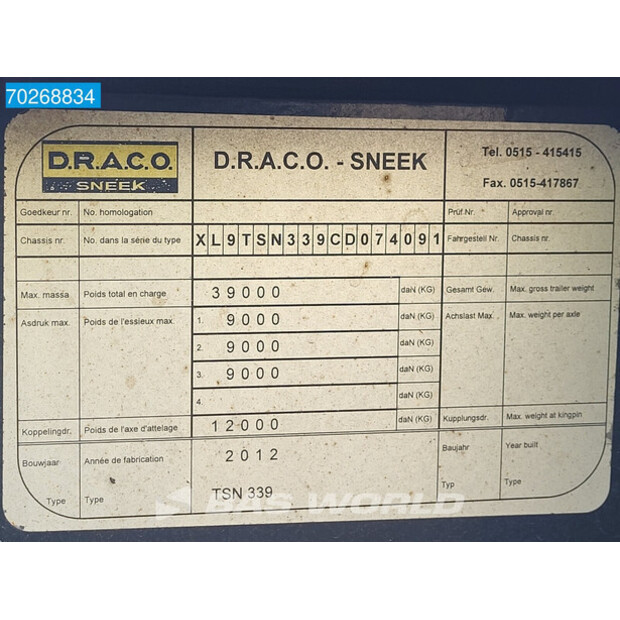 70268834
D.R.A.C.O.
SNEEK
D.R.A.C.O. - SNEEK
Tel. 0515 - 415415
Fax. 0515-417867
Goedkeur nr. No. homologation Prüf.Nr. Approval nr.
Chassis nr. No. dans la série du type XL9TSN339CD074091 Fahrgestell Nr. Chassis nr.
Max. massa Poids total en charge 39000 daN (KG) Gesamt Gew. Max. gross trailer weight
Asdruk max. Poids de l'essieux max. 1. 9000 daN (KG) Achslast Max. Max. weight per axle
2. 9000 daN (KG)
3. 9000 daN (KG)
4. daN (KG)
Koppelingdr. Poids de l'axe d'attelage 12000 daN (KG) Kupplungsdr. Max. weight at kingpin
Bouwjaar Année de fabrication 2012 Baujahr Year built
Type Type TSN 339 Typ Type
BAS WORLD